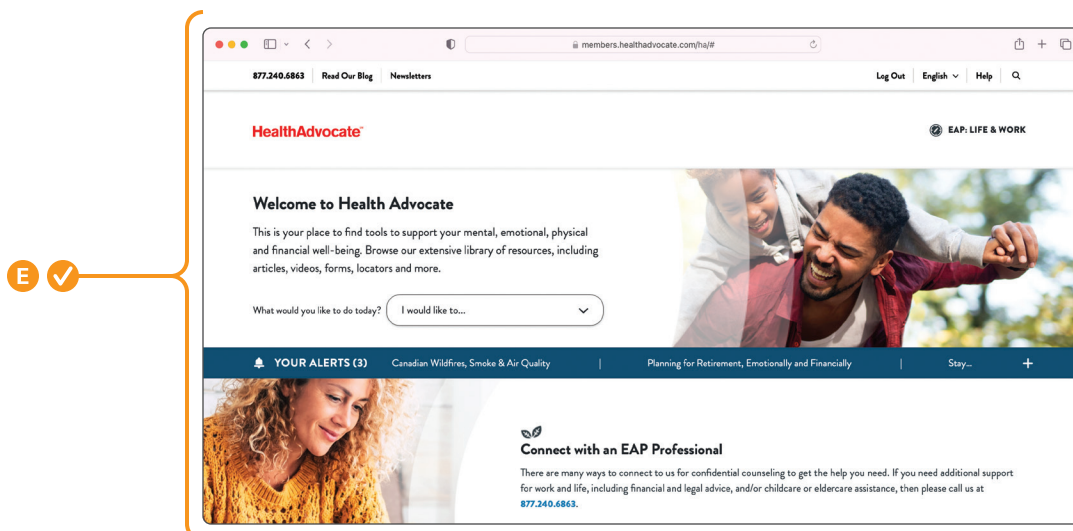 members.healthadvocate.com/ha/#
877.240.6863 Read Our Blog Newsletters Log Out English Help
HealthAdvocate™ EAP: LIFE & WORK
Welcome to Health Advocate
This is your place to find tools to support your mental, emotional, physical
and financial well-being. Browse our extensive library of resources, including
articles, videos, forms, locators and more.
E
What would you like to do today? I would like to...
YOUR ALERTS (3) Canadian Wildfires, Smoke & Air Quality | Planning for Retirement, Emotionally and Financially | Stay... +
Connect with an EAP Professional
There are many ways to connect to us for confidential counseling to get the help you need. If you need additional support
for work and life, including financial and legal advice, and/or childcare or eldercare assistance, then please call us at
877.240.6863.